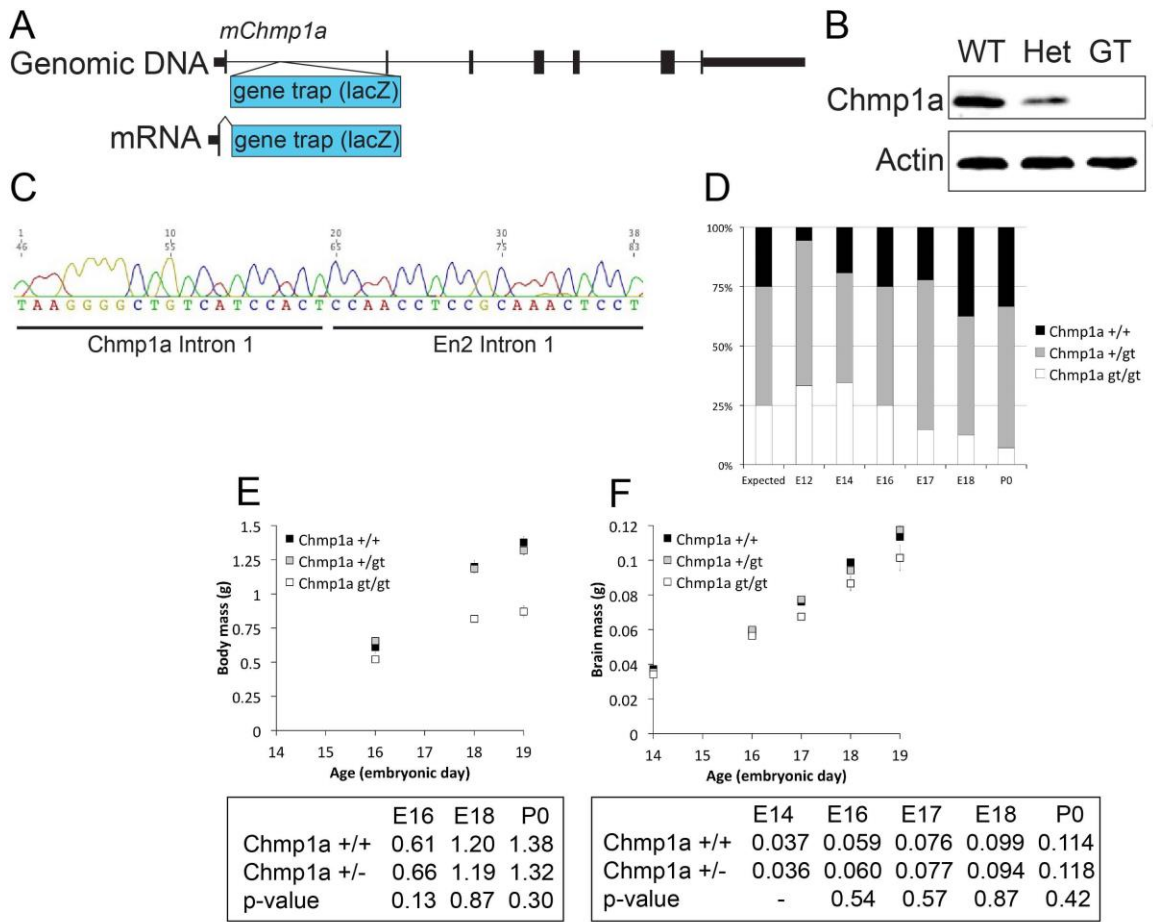 A
mChmp1a
Genomic DNA
gene trap (lacZ)
mRNA
gene trap (lacZ)
B
WT Het GT
Chmp1a
Actin
C
1 10 20 30 38
46 55 65 75 83
TAAGGGGCTGTCATCCACTCCAACCTCCGCAAACTCCT
Chmp1a Intron 1 En2 Intron 1
D
100%
75%
50%
25%
0%
Expected E12 E14 E16 E17 E18 P0
Chmp1a +/+
Chmp1a +/gt
Chmp1a gt/gt
E
1.5
1.25
1
0.75
0.5
0.25
0
Body mass (g)
Chmp1a +/+
Chmp1a +/gt
Chmp1a gt/gt
14 15 16 17 18 19
Age (embryonic day)
E16 E18 P0
Chmp1a +/+ 0.61 1.20 1.38
Chmp1a +/- 0.66 1.19 1.32
p-value 0.13 0.87 0.30
F
0.12
0.1
0.08
0.06
0.04
0.02
0
Brain mass (g)
Chmp1a +/+
Chmp1a +/gt
Chmp1a gt/gt
14 15 16 17 18 19
Age (embryonic day)
E14 E16 E17 E18 P0
Chmp1a +/+ 0.037 0.059 0.076 0.099 0.114
Chmp1a +/- 0.036 0.060 0.077 0.094 0.118
p-value - 0.54 0.57 0.87 0.42